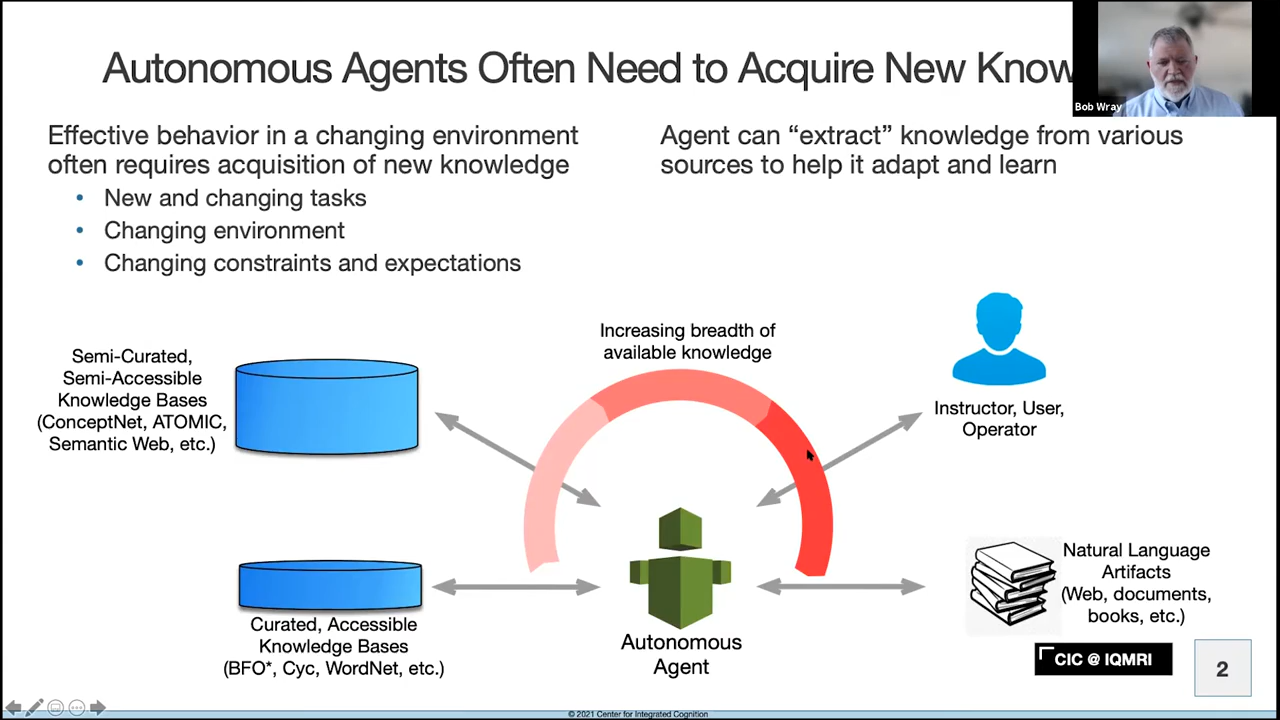 Autonomous Agents Often Need to Acquire New Know
Bob Wray
Effective behavior in a changing environment
often requires acquisition of new knowledge
• New and changing tasks
• Changing environment
• Changing constraints and expectations
Agent can “extract” knowledge from various
sources to help it adapt and learn
Increasing breadth of
available knowledge
Semi-Curated,
Semi-Accessible
Knowledge Bases
(ConceptNet, ATOMIC,
Semantic Web, etc.)
Instructor, User,
Operator
Curated, Accessible
Knowledge Bases
(BFO*, Cyc, WordNet, etc.)
Autonomous
Agent
Natural Language
Artifacts
(Web, documents,
books, etc.)
CIC @ IQMRI
2
© 2021 Center for Integrated Cognition